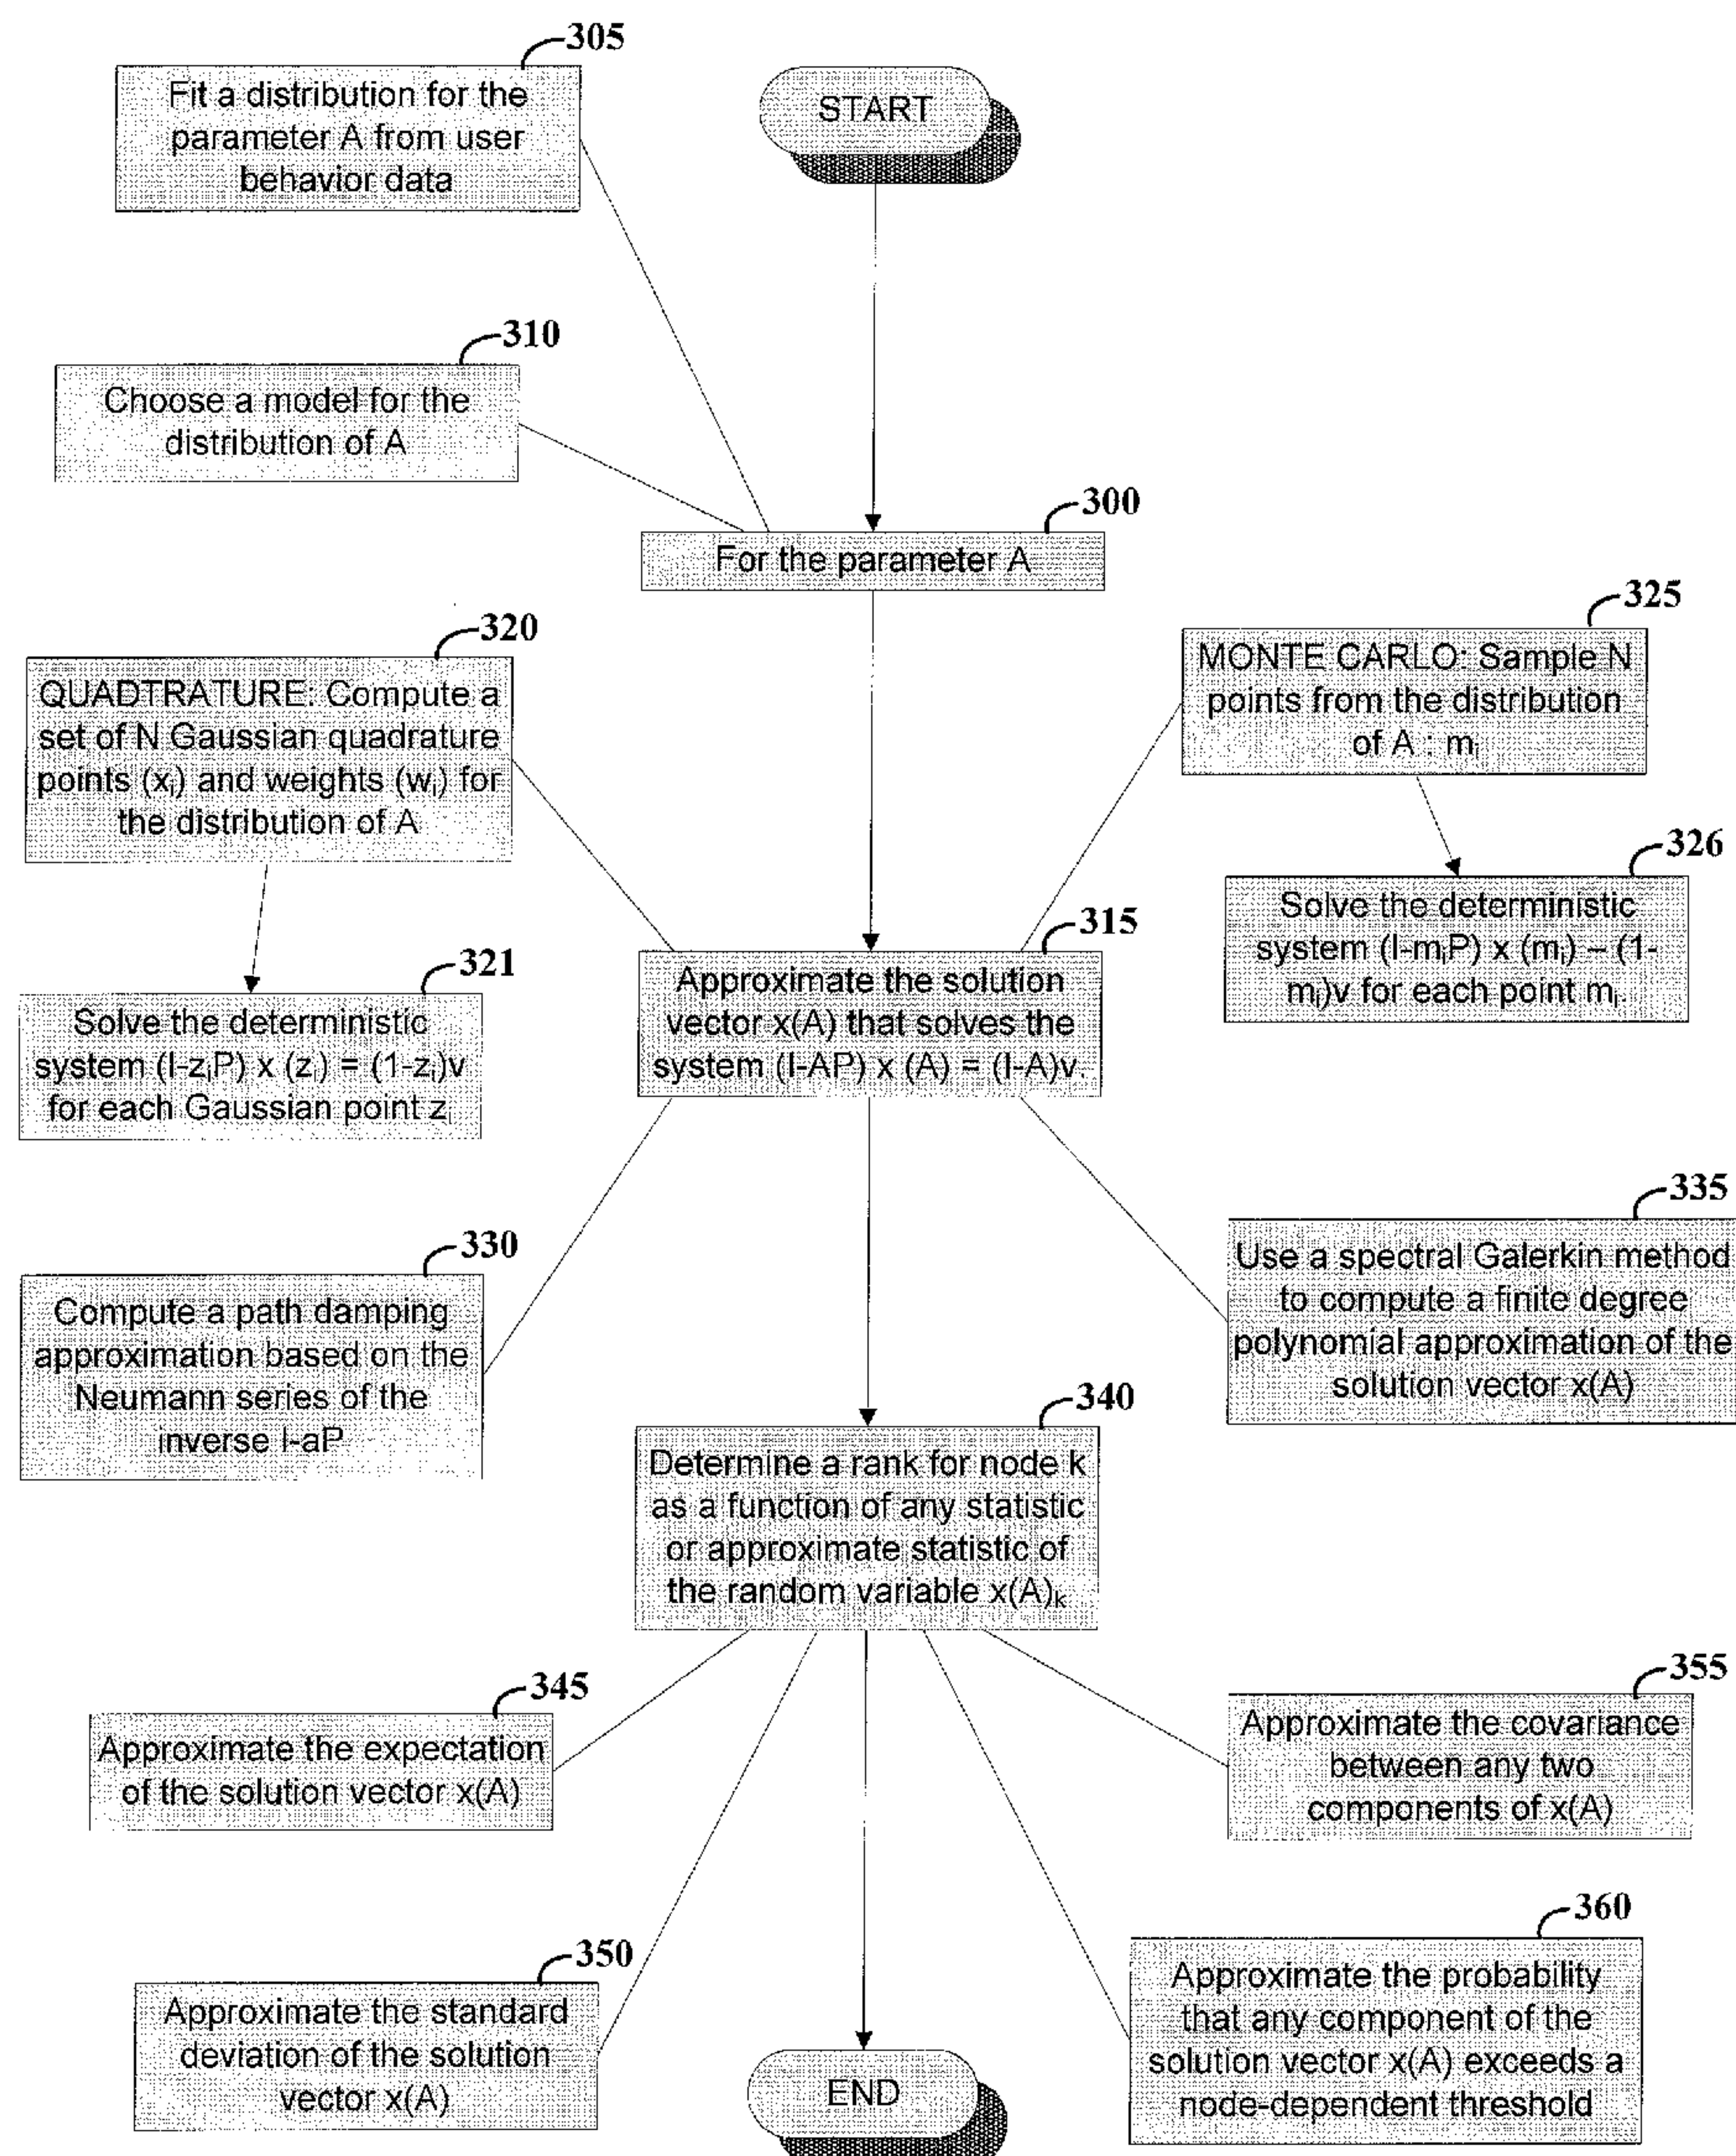 305
Fit a distribution for the
parameter A from user
behavior data
START
310
Choose a model for the
distribution of A
300
For the parameter A
320
QUADTRATURE: Compute a
set of N Gaussian quadrature
points (xᵢ) and weights (wᵢ) for
the distribution of A
325
MONTE CARLO: Sample N
points from the distribution
of A : mᵢ
321
Solve the deterministic
system (I-zᵢP) x (zᵢ) = (1-zᵢ)v
for each Gaussian point zᵢ
315
Approximate the solution
vector x(A) that solves the
system (I-AP) x (A) = (I-A)v.
326
Solve the deterministic
system (I-mᵢP) x (mᵢ) – (1-
mᵢ)v for each point mᵢ.
330
Compute a path damping
approximation based on the
Neumann series of the
inverse I-aP
335
Use a spectral Galerkin method
to compute a finite degree
polynomial approximation of the
solution vector x(A)
340
Determine a rank for node k
as a function of any statistic
or approximate statistic of
the random variable x(A)ₖ
345
Approximate the expectation
of the solution vector x(A)
355
Approximate the covariance
between any two
components of x(A)
350
Approximate the standard
deviation of the solution
vector x(A)
END
360
Approximate the probability
that any component of the
solution vector x(A) exceeds a
node-dependent threshold